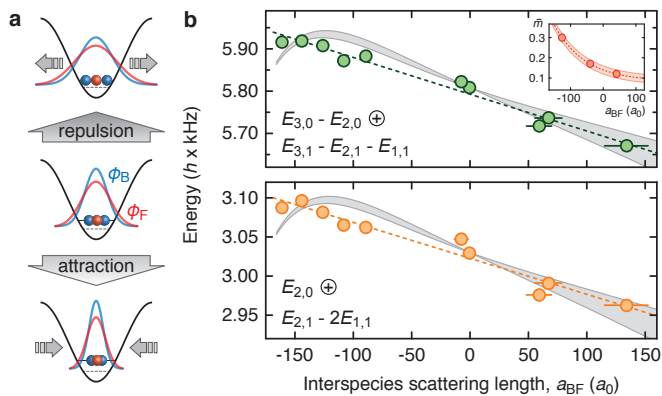 a
repulsion
ϕB
ϕF
attraction
b
Energy (h x kHz)
5.90
5.80
5.70
E3,0 - E2,0 ⊕
E3,1 - E2,1 - E1,1
m̄
0.3
0.2
0.1
-100
0
100
aBF (a0)
3.10
3.05
3.00
2.95
E2,0 ⊕
E2,1 - 2E1,1
-150
-100
-50
0
50
100
150
Interspecies scattering length, aBF (a0)